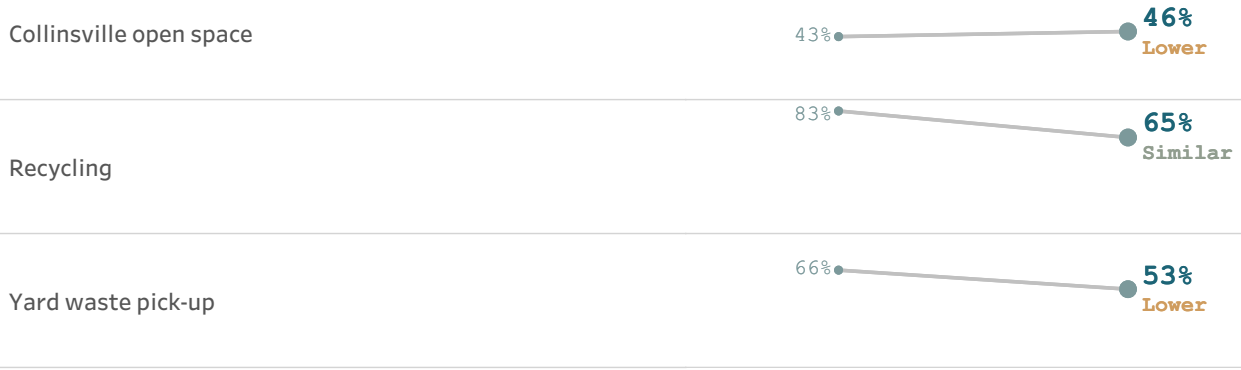 Collinsville open space
43%
46%
Lower
Recycling
83%
65%
Similar
Yard waste pick-up
66%
53%
Lower